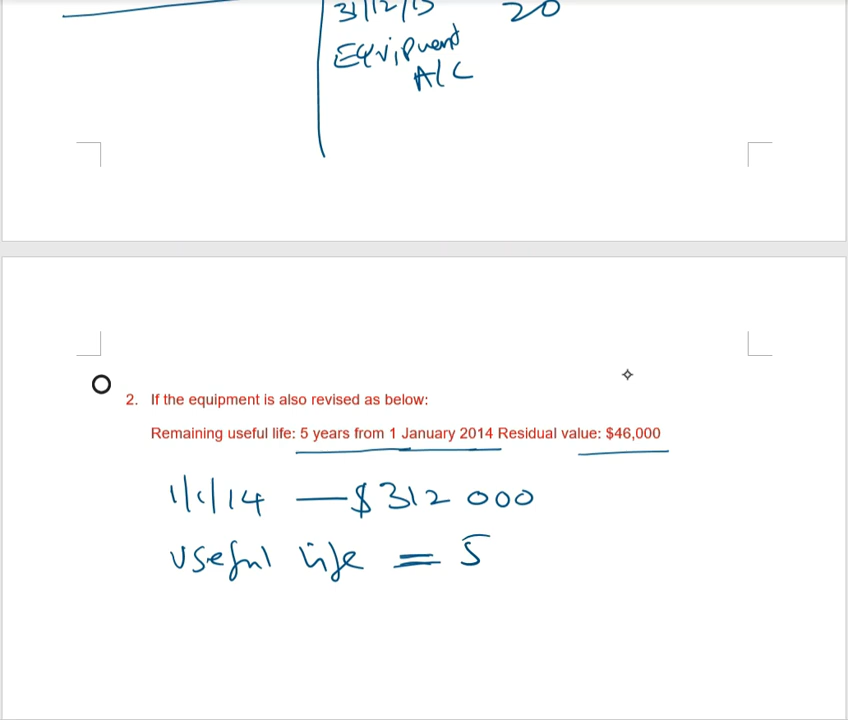 31/12/13 20
Equipment
A/C
2. If the equipment is also revised as below:
Remaining useful life: 5 years from 1 January 2014 Residual value: $46,000
1/1/14 — $312 000
Useful life = 5